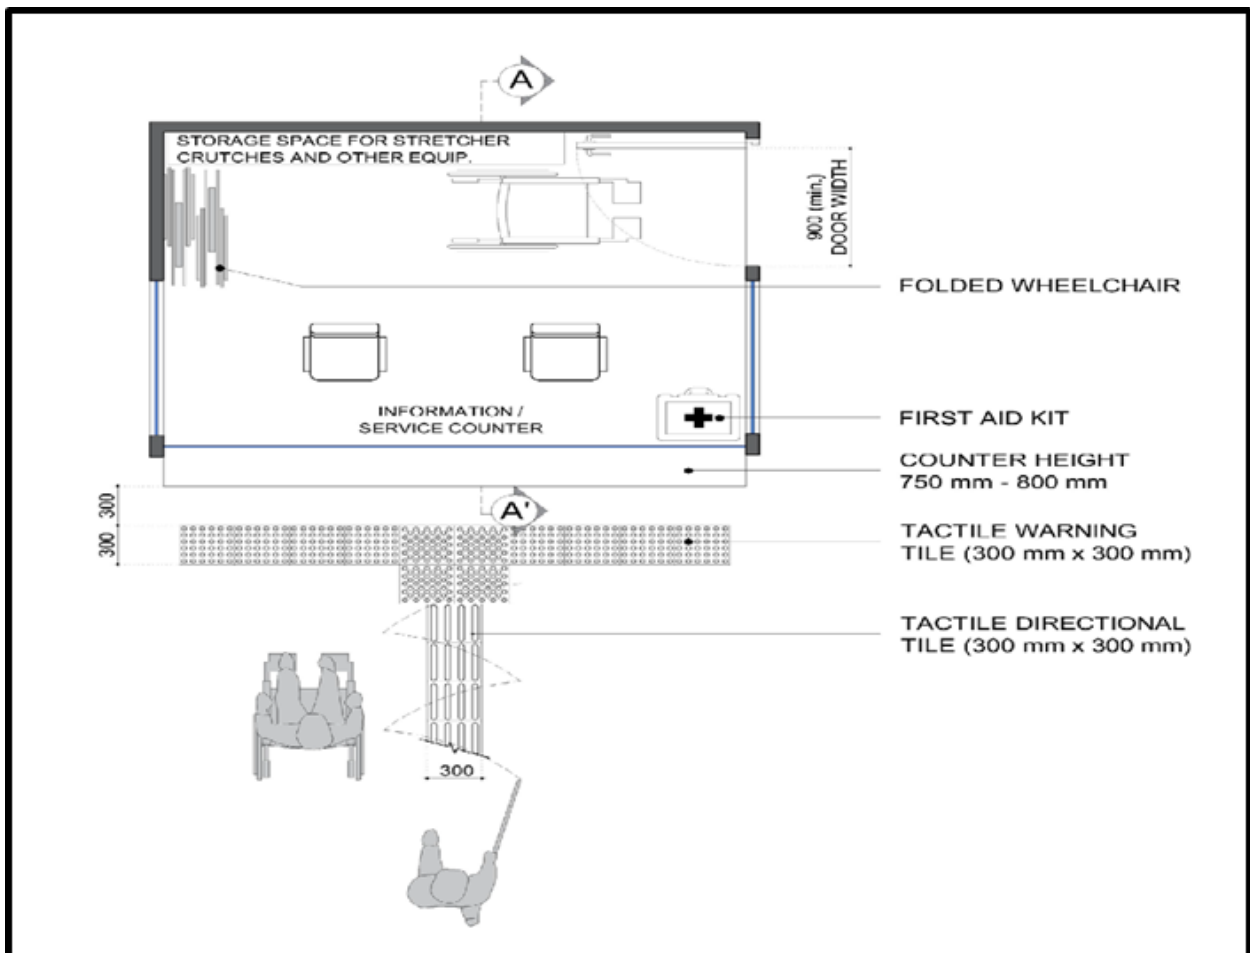 A
STORAGE SPACE FOR STRETCHER
CRUTCHES AND OTHER EQUIP.
900 (min.)
DOOR WIDTH
FOLDED WHEELCHAIR
INFORMATION /
SERVICE COUNTER
FIRST AID KIT
COUNTER HEIGHT
750 mm - 800 mm
300
A'
300
TACTILE WARNING
TILE (300 mm x 300 mm)
TACTILE DIRECTIONAL
TILE (300 mm x 300 mm)
300